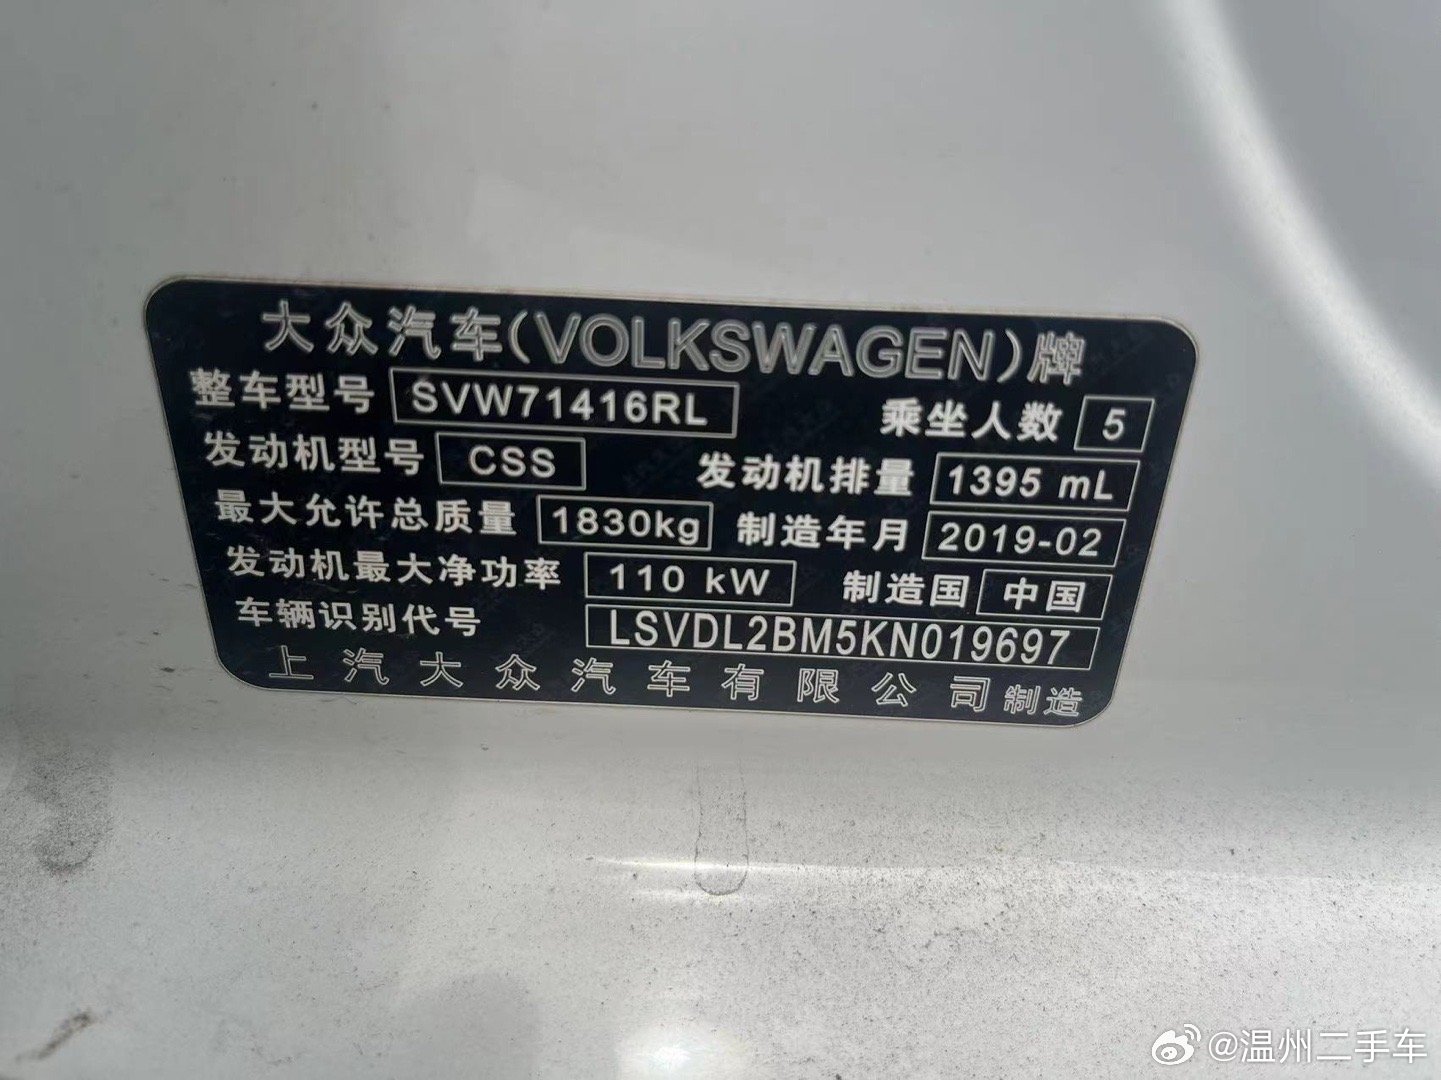 大众汽车(VOLKSWAGEN)牌
整车型号 SVW71416RL 乘坐人数 5
发动机型号 CSS 发动机排量 1395 mL
最大允许总质量 1830kg 制造年月 2019-02
发动机最大净功率 110 kW 制造国 中国
车辆识别代号 LSVDL2BM5KN019697
上汽大众汽车有限公司制造
@温州二手车